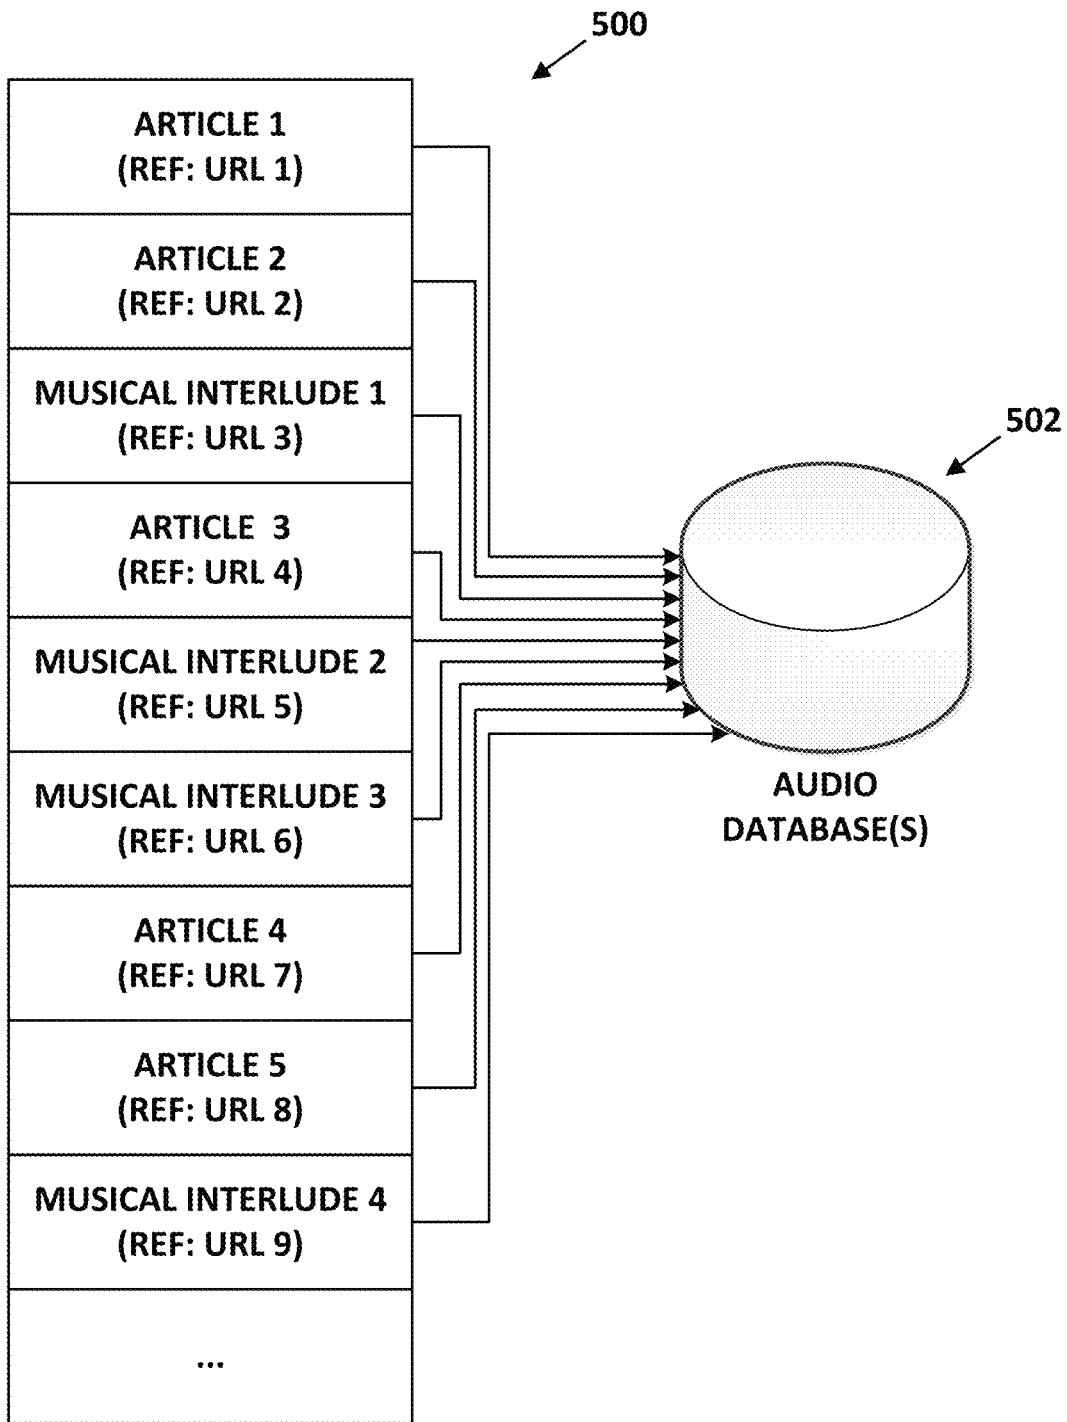 500
ARTICLE 1
(REF: URL 1)
ARTICLE 2
(REF: URL 2)
MUSICAL INTERLUDE 1
(REF: URL 3)
502
ARTICLE 3
(REF: URL 4)
MUSICAL INTERLUDE 2
(REF: URL 5)
MUSICAL INTERLUDE 3
(REF: URL 6)
AUDIO
DATABASE(S)
ARTICLE 4
(REF: URL 7)
ARTICLE 5
(REF: URL 8)
MUSICAL INTERLUDE 4
(REF: URL 9)
...